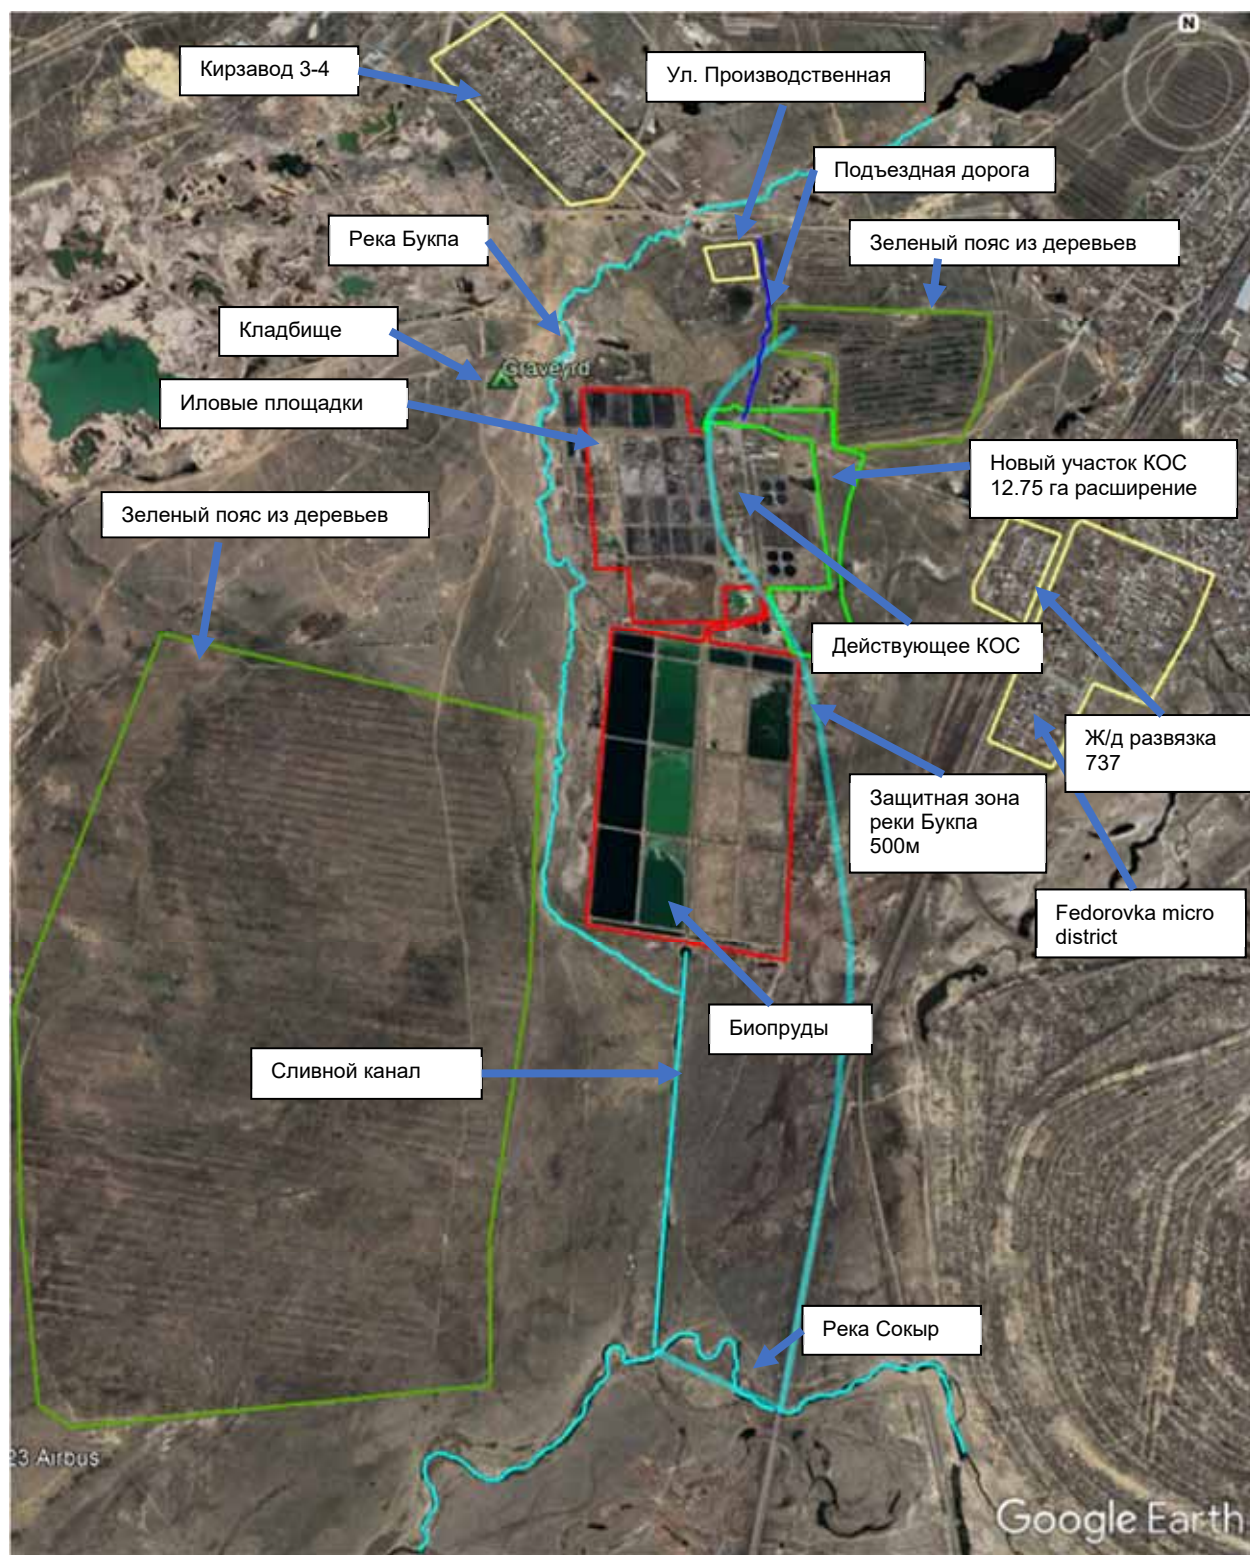 N
Кирзавод 3-4
Ул. Производственная
Подъездная дорога
Река Букпа
Зеленый пояс из деревьев
Кладбище
Graveyrd
Иловые площадки
Новый участок КОС
12.75 га расширение
Зеленый пояс из деревьев
Действующее КОС
Ж/д развязка
737
Защитная зона
реки Букпа
500м
Fedorovka micro
district
Биопруды
Сливной канал
Река Сокыр
23 Airbus
Google Earth